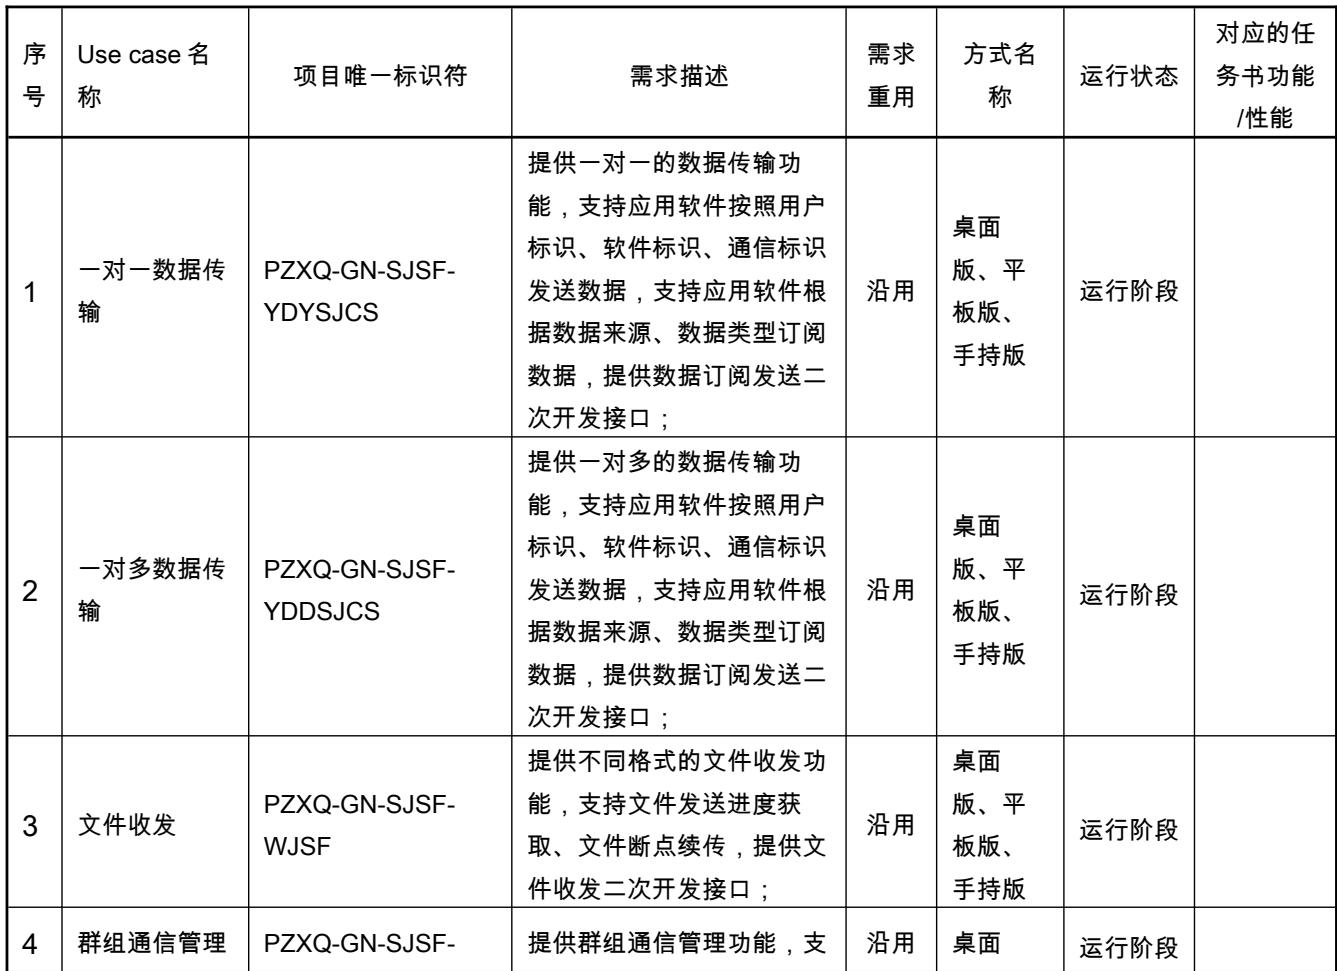 序号
Use case 名称
项目唯一标识符
需求描述
需求重用
方式名称
运行状态
对应的任务书功能/性能
1
一对一数据传
输
PZXQ-GN-SJSF-
YDYSJCS
提供一对一的数据传输功
能，支持应用软件按照用户
标识、软件标识、通信标识
发送数据，支持应用软件根
据数据来源、数据类型订阅
数据，提供数据订阅发送二
次开发接口；
沿用
桌面
版、平
板版、
手持版
运行阶段
2
一对多数据传
输
PZXQ-GN-SJSF-
YDDSJCS
提供一对多的数据传输功
能，支持应用软件按照用户
标识、软件标识、通信标识
发送数据，支持应用软件根
据数据来源、数据类型订阅
数据，提供数据订阅发送二
次开发接口；
沿用
桌面
版、平
板版、
手持版
运行阶段
3
文件收发
PZXQ-GN-SJSF-
WJSF
提供不同格式的文件收发功
能，支持文件发送进度获
取、文件断点续传，提供文
件收发二次开发接口；
沿用
桌面
版、平
板版、
手持版
运行阶段
4
群组通信管理
PZXQ-GN-SJSF-
提供群组通信管理功能，支
沿用
桌面
运行阶段